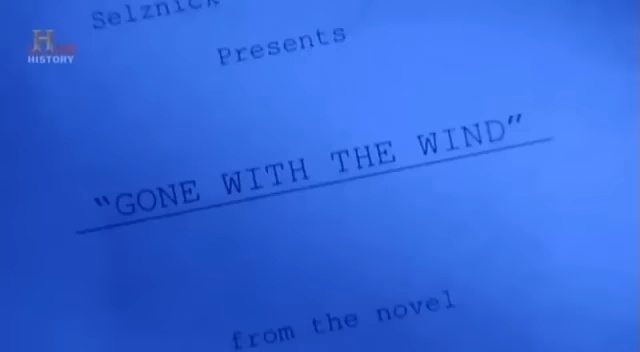 Selznick
Presents
"GONE WITH THE WIND"
from the novel
HISTORY